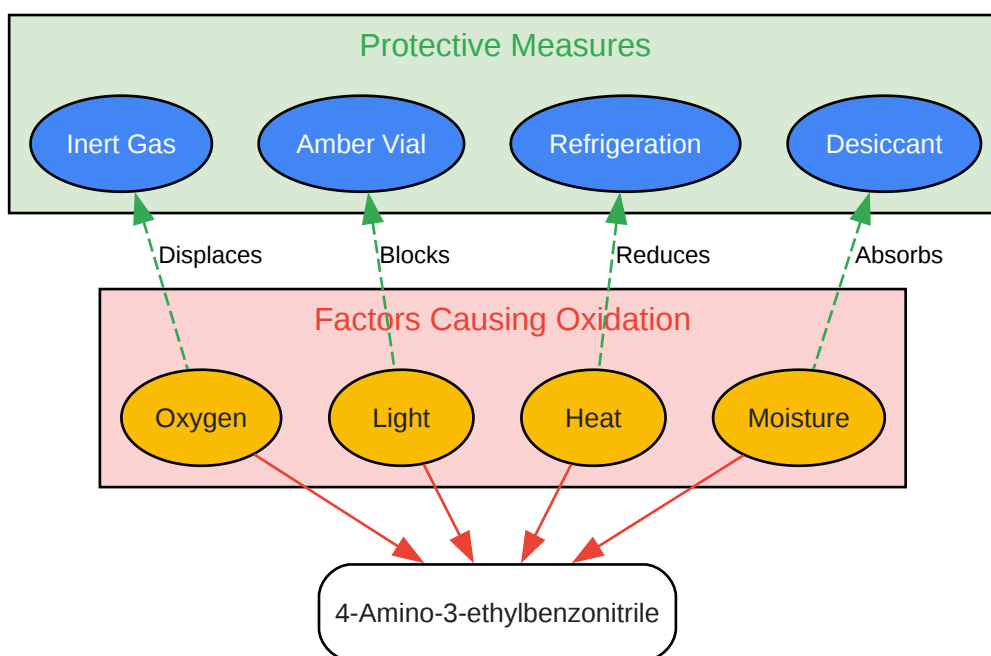 Protective Measures
Inert Gas
Amber Vial
Refrigeration
Desiccant
Displaces
Blocks
Reduces
Absorbs
Factors Causing Oxidation
Oxygen
Light
Heat
Moisture
4-Amino-3-ethylbenzonitrile